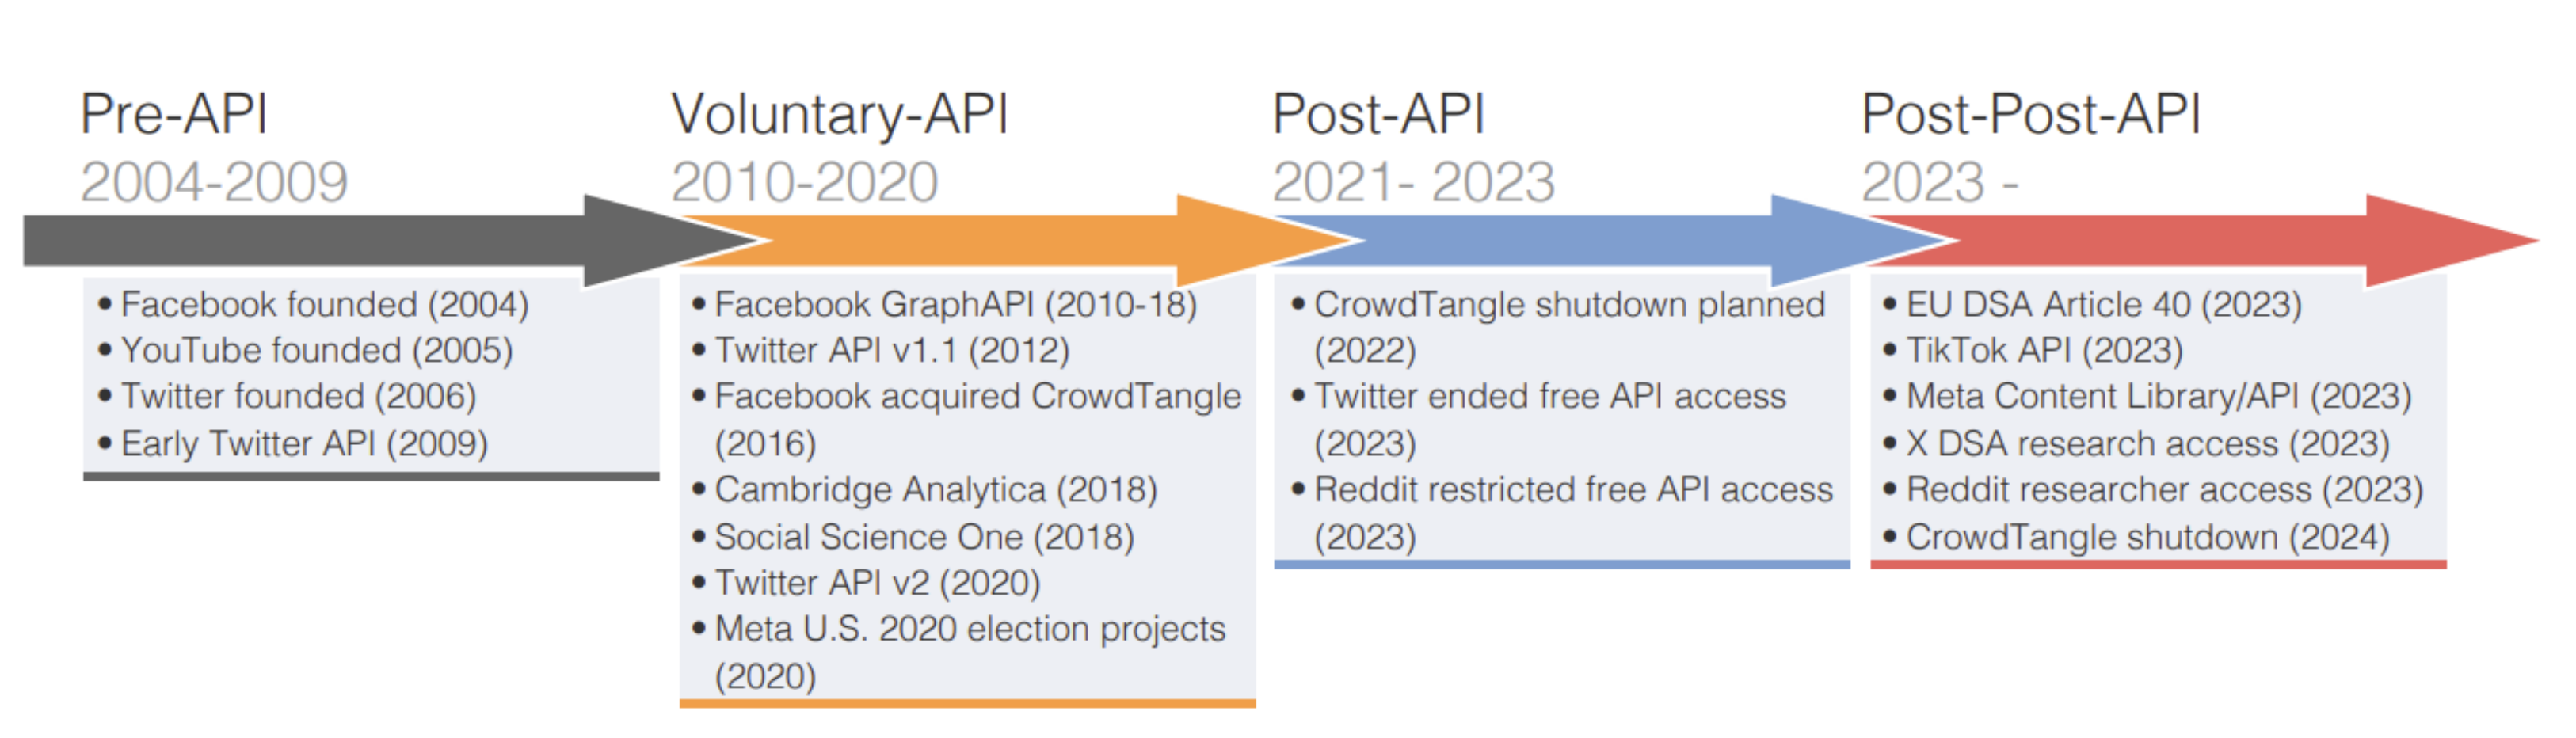 Pre-API
2004-2009
• Facebook founded (2004)
• YouTube founded (2005)
• Twitter founded (2006)
• Early Twitter API (2009)
Voluntary-API
2010-2020
• Facebook GraphAPI (2010-18)
• Twitter API v1.1 (2012)
• Facebook acquired CrowdTangle
(2016)
• Cambridge Analytica (2018)
• Social Science One (2018)
• Twitter API v2 (2020)
• Meta U.S. 2020 election projects
(2020)
Post-API
2021- 2023
• CrowdTangle shutdown planned
(2022)
• Twitter ended free API access
(2023)
• Reddit restricted free API access
(2023)
Post-Post-API
2023 -
• EU DSA Article 40 (2023)
• TikTok API (2023)
• Meta Content Library/API (2023)
• X DSA research access (2023)
• Reddit researcher access (2023)
• CrowdTangle shutdown (2024)